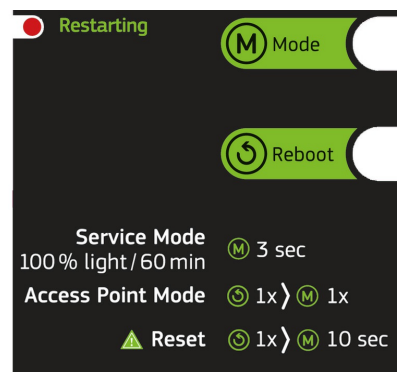 Restarting
M Mode
Reboot
Service Mode
100% light/60 min
M 3 sec
Access Point Mode
1x ⟩ M 1x
Reset
1x ⟩ M 10 sec